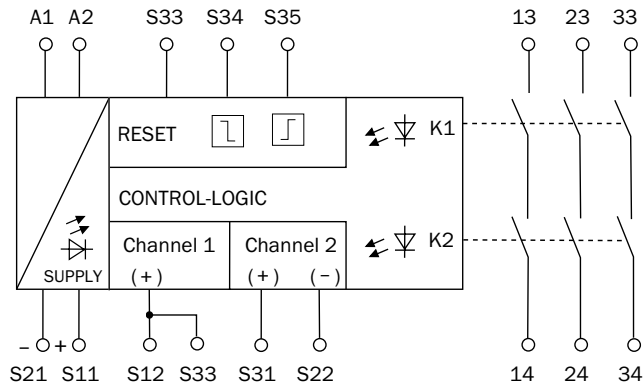 A1 A2 S33 S34 S35 13 23 33
RESET K1
CONTROL-LOGIC
Channel 1 Channel 2 K2
SUPPLY (+) (+) (−)
− +
S21 S11 S12 S33 S31 S22 14 24 34